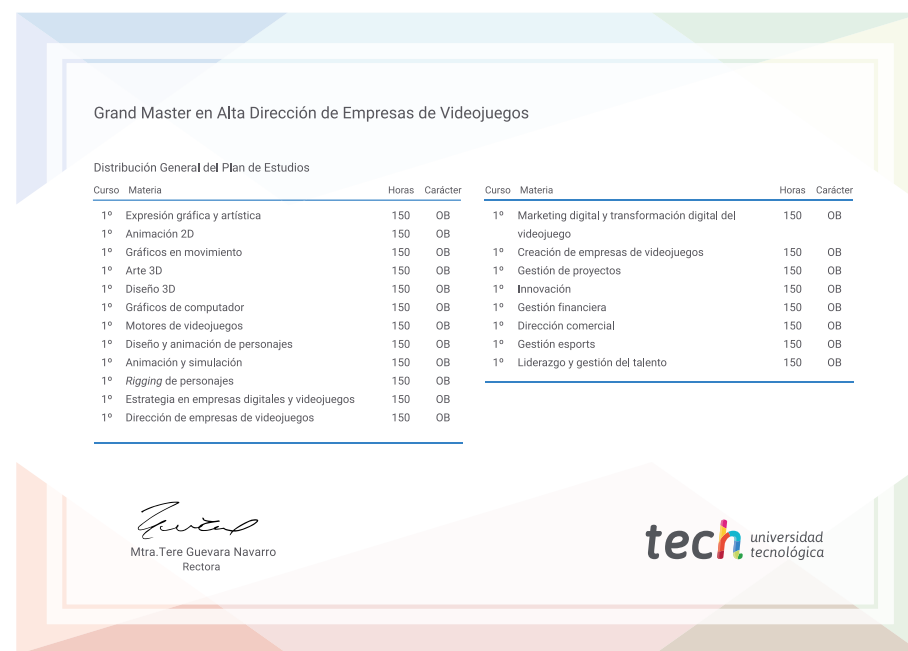 Grand Master en Alta Dirección de Empresas de Videojuegos
Distribución General del Plan de Estudios
Curso Materia Horas Carácter
1º Expresión gráfica y artística 150 OB
1º Animación 2D 150 OB
1º Gráficos en movimiento 150 OB
1º Arte 3D 150 OB
1º Diseño 3D 150 OB
1º Gráficos de computador 150 OB
1º Motores de videojuegos 150 OB
1º Diseño y animación de personajes 150 OB
1º Animación y simulación 150 OB
1º Rigging de personajes 150 OB
1º Estrategia en empresas digitales y videojuegos 150 OB
1º Dirección de empresas de videojuegos 150 OB
Curso Materia Horas Carácter
1º Marketing digital y transformación digital del 150 OB
videojuego
1º Creación de empresas de videojuegos 150 OB
1º Gestión de proyectos 150 OB
1º Innovación 150 OB
1º Gestión financiera 150 OB
1º Dirección comercial 150 OB
1º Gestión esports 150 OB
1º Liderazgo y gestión del talento 150 OB
Mtra.Tere Guevara Navarro
Rectora
tech universidad
tecnológica